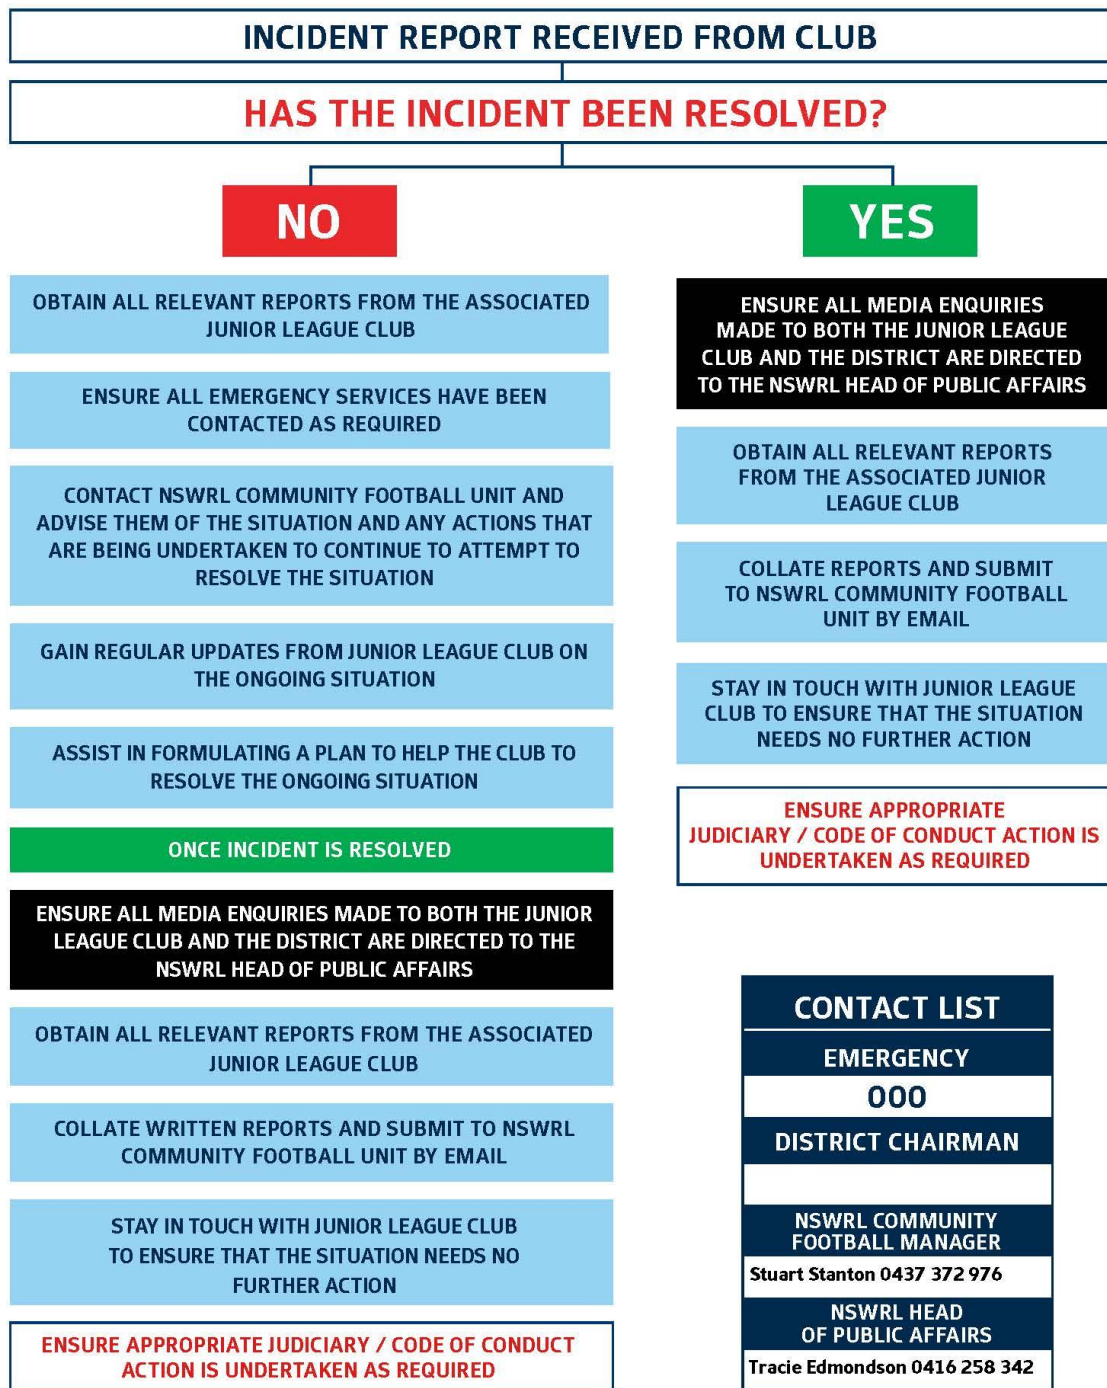 INCIDENT REPORT RECEIVED FROM CLUB
HAS THE INCIDENT BEEN RESOLVED?
NO
OBTAIN ALL RELEVANT REPORTS FROM THE ASSOCIATED
JUNIOR LEAGUE CLUB
ENSURE ALL EMERGENCY SERVICES HAVE BEEN
CONTACTED AS REQUIRED
CONTACT NSWRL COMMUNITY FOOTBALL UNIT AND
ADVISE THEM OF THE SITUATION AND ANY ACTIONS THAT
ARE BEING UNDERTAKEN TO CONTINUE TO ATTEMPT TO
RESOLVE THE SITUATION
GAIN REGULAR UPDATES FROM JUNIOR LEAGUE CLUB ON
THE ONGOING SITUATION
ASSIST IN FORMULATING A PLAN TO HELP THE CLUB TO
RESOLVE THE ONGOING SITUATION
ONCE INCIDENT IS RESOLVED
ENSURE ALL MEDIA ENQUIRIES MADE TO BOTH THE JUNIOR
LEAGUE CLUB AND THE DISTRICT ARE DIRECTED TO THE
NSWRL HEAD OF PUBLIC AFFAIRS
OBTAIN ALL RELEVANT REPORTS FROM THE ASSOCIATED
JUNIOR LEAGUE CLUB
COLLATE WRITTEN REPORTS AND SUBMIT TO NSWRL
COMMUNITY FOOTBALL UNIT BY EMAIL
STAY IN TOUCH WITH JUNIOR LEAGUE CLUB
TO ENSURE THAT THE SITUATION NEEDS NO
FURTHER ACTION
ENSURE APPROPRIATE JUDICIARY / CODE OF CONDUCT
ACTION IS UNDERTAKEN AS REQUIRED
YES
ENSURE ALL MEDIA ENQUIRIES
MADE TO BOTH THE JUNIOR LEAGUE
CLUB AND THE DISTRICT ARE DIRECTED
TO THE NSWRL HEAD OF PUBLIC AFFAIRS
OBTAIN ALL RELEVANT REPORTS
FROM THE ASSOCIATED JUNIOR
LEAGUE CLUB
COLLATE REPORTS AND SUBMIT
TO NSWRL COMMUNITY FOOTBALL
UNIT BY EMAIL
STAY IN TOUCH WITH JUNIOR LEAGUE
CLUB TO ENSURE THAT THE SITUATION
NEEDS NO FURTHER ACTION
ENSURE APPROPRIATE
JUDICIARY / CODE OF CONDUCT ACTION IS
UNDERTAKEN AS REQUIRED
CONTACT LIST
EMERGENCY
000
DISTRICT CHAIRMAN
NSWRL COMMUNITY
FOOTBALL MANAGER
Stuart Stanton 0437 372 976
NSWRL HEAD
OF PUBLIC AFFAIRS
Tracie Edmondson 0416 258 342